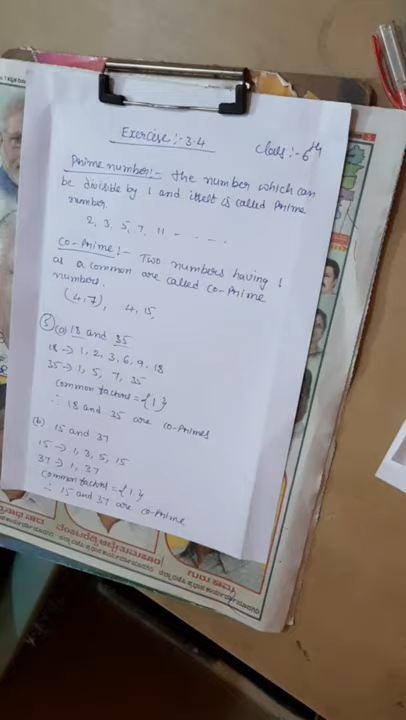 Exercise:- 3.4
Class:- 6th
Prime number:- The number which can
be divisible by 1 and itself is called Prime
number.
2, 3, 5, 7, 11 - - - -
Co-Prime:- Two numbers having 1
as a common are called Co-Prime
numbers.
(4,7), 4,15,
5 (a) 18 and 35
18 → 1, 2, 3, 6, 9, 18
35 → 1, 5, 7, 35
Common factors = {1}
∴ 18 and 35 are co-Primes
(b) 15 and 37
15 → 1, 3, 5, 15
37 → 1, 37
Common factors = {1}
∴ 15 and 37 are co-Prime